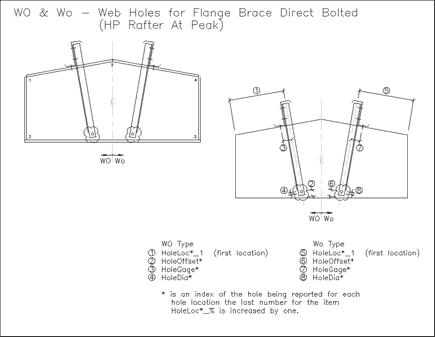 WO & Wo – Web Holes for Flange Brace Direct Bolted
(HP Rafter At Peak)
1
4
2
3
WO Wo
1
5
3
7
2
6
4
8
WO Wo
WO Type
1 HoleLoc*_1 (first location)
2 HoleOffset*
3 HoleGage*
4 HoleDia*
Wo Type
5 HoleLoc*_1 (first location)
6 HoleOffset*
7 HoleGage*
8 HoleDia*
* is an index of the hole being reported for each
hole location the last number for the item
HoleLoc*_% is increased by one.